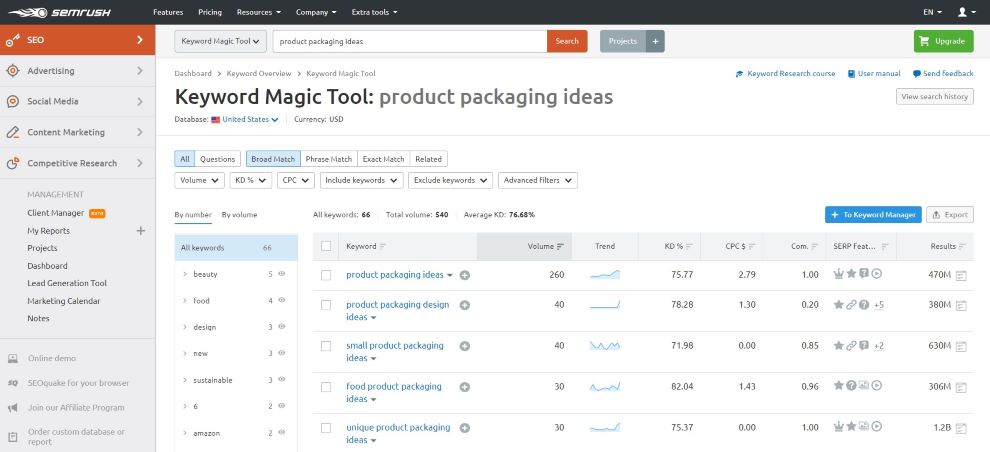 SEMRUSH
Features Pricing Resources Company Extra tools EN
SEO
Advertising
Social Media
Content Marketing
Competitive Research
MANAGEMENT
Client Manager BETA
My Reports +
Projects
Dashboard
Lead Generation Tool
Marketing Calendar
Notes
Online demo
SEOquake for your browser
Join our Affiliate Program
Order custom database or
report
Keyword Magic Tool product packaging ideas Search Projects + Upgrade
Dashboard > Keyword Overview > Keyword Magic Tool
Keyword Research course User manual Send feedback
Keyword Magic Tool: product packaging ideas
View search history
Database: United States Currency: USD
All Questions Broad Match Phrase Match Exact Match Related
Volume KD % CPC Include keywords Exclude keywords Advanced filters
By number By volume
All keywords: 66 Total volume: 540 Average KD: 76.68%
+ To Keyword Manager Export
All keywords 66
beauty 5
food 4
design 3
new 3
sustainable 3
6 2
amazon 2
Keyword Volume Trend KD % CPC $ Com. SERP Feat... Results
product packaging ideas 260 75.77 2.79 1.00 470M
product packaging design
ideas 40 78.28 1.30 0.20 +5 380M
small product packaging
ideas 40 71.98 0.00 0.85 +2 630M
food product packaging
ideas 30 82.04 1.43 0.96 306M
unique product packaging
ideas 30 75.37 0.00 1.00 1.2B